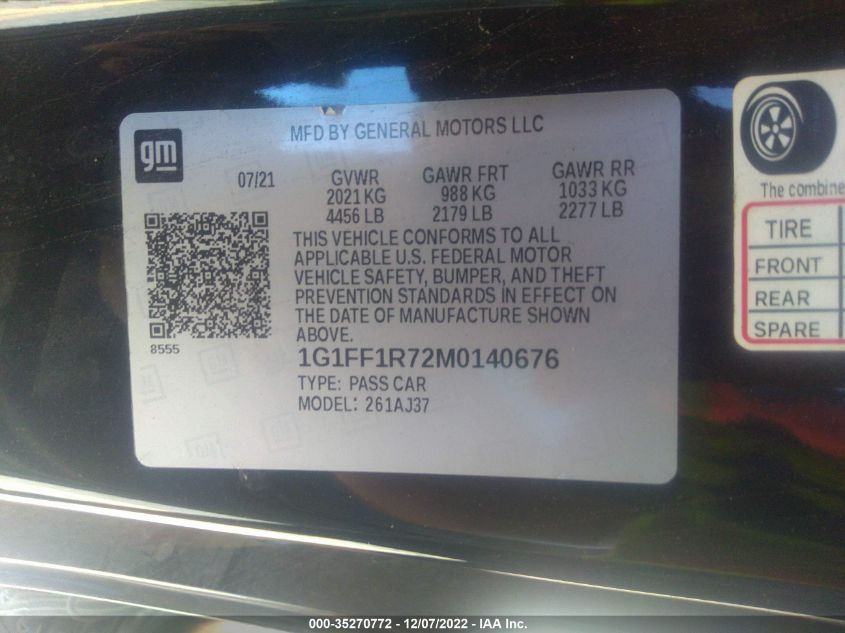 gm
MFD BY GENERAL MOTORS LLC
07/21
GVWR GAWR FRT GAWR RR
2021 KG 988 KG 1033 KG
4456 LB 2179 LB 2277 LB
THIS VEHICLE CONFORMS TO ALL
APPLICABLE U.S. FEDERAL MOTOR
VEHICLE SAFETY, BUMPER, AND THEFT
PREVENTION STANDARDS IN EFFECT ON
THE DATE OF MANUFACTURE SHOWN
ABOVE.
8555
1G1FF1R72M0140676
TYPE: PASS CAR
MODEL: 261AJ37
The combine
TIRE
FRONT
REAR
SPARE
000-35270772 - 12/07/2022 - IAA Inc.